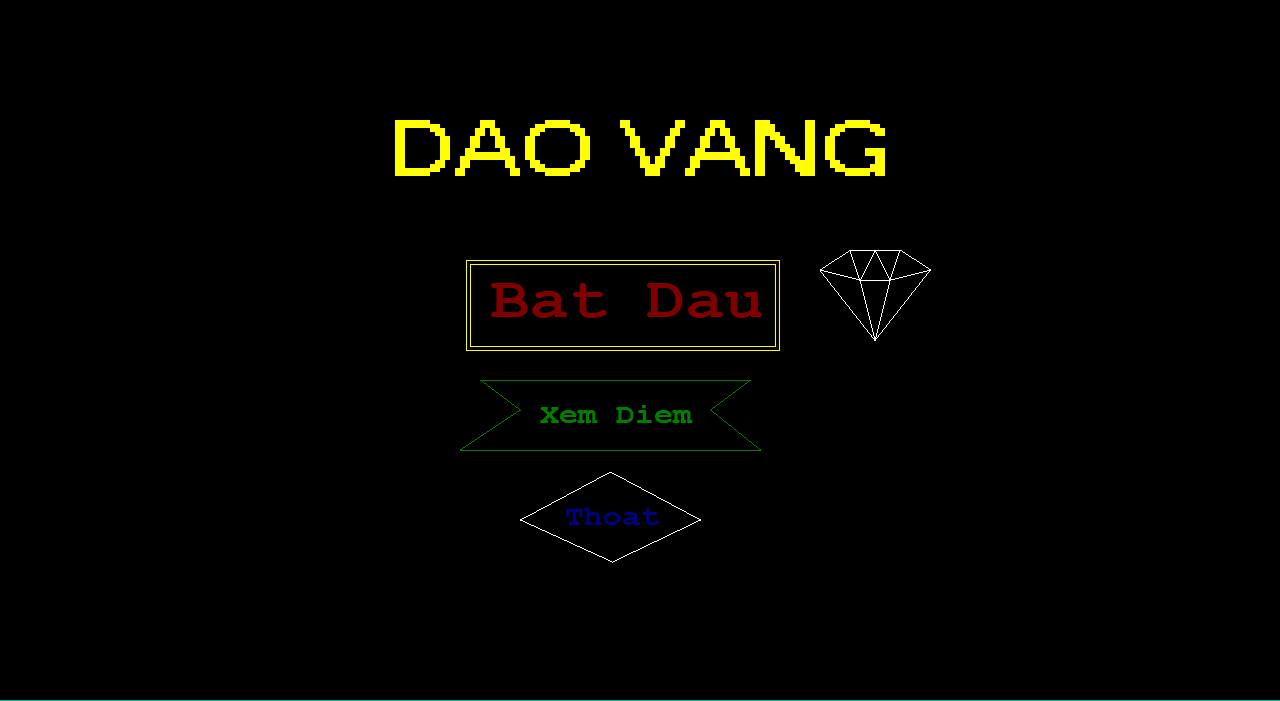 DAO VANG
Bat Dau
Xem Diem
Thoat